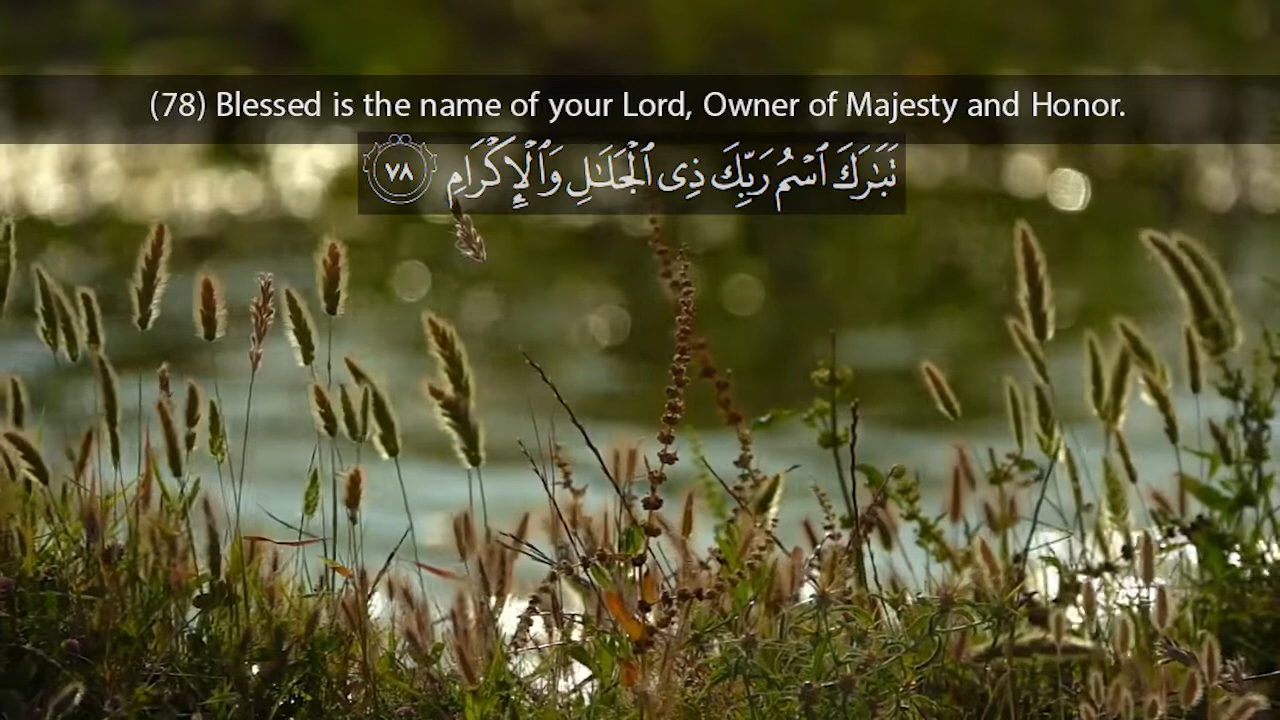 (78) Blessed is the name of your Lord, Owner of Majesty and Honor.
تَبَٰرَكَ ٱسْمُ رَبِّكَ ذِى ٱلْجَلَٰلِ وَٱلْإِكْرَامِ ٧٨